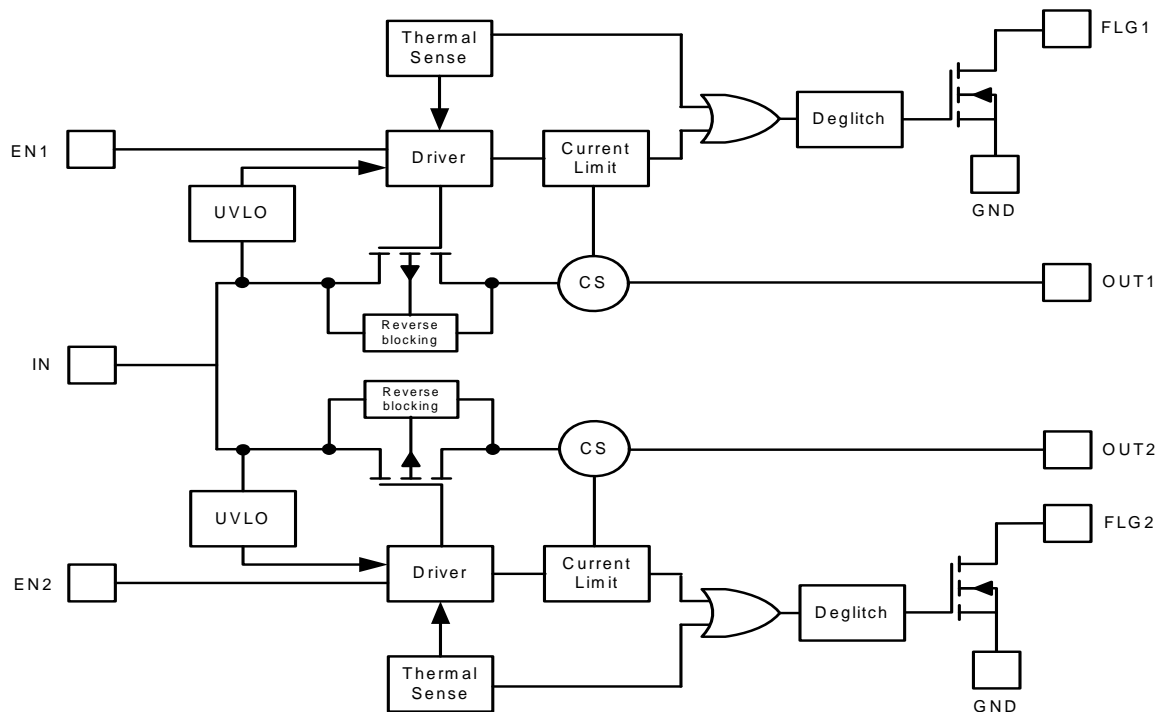 FLG1
Thermal
Sense
Deglitch
EN1
Driver
Current
Limit
UVLO
GND
CS
OUT1
Reverse
blocking
IN
Reverse
blocking
CS
OUT2
UVLO
FLG2
Driver
Current
Limit
EN2
Deglitch
Thermal
Sense
GND